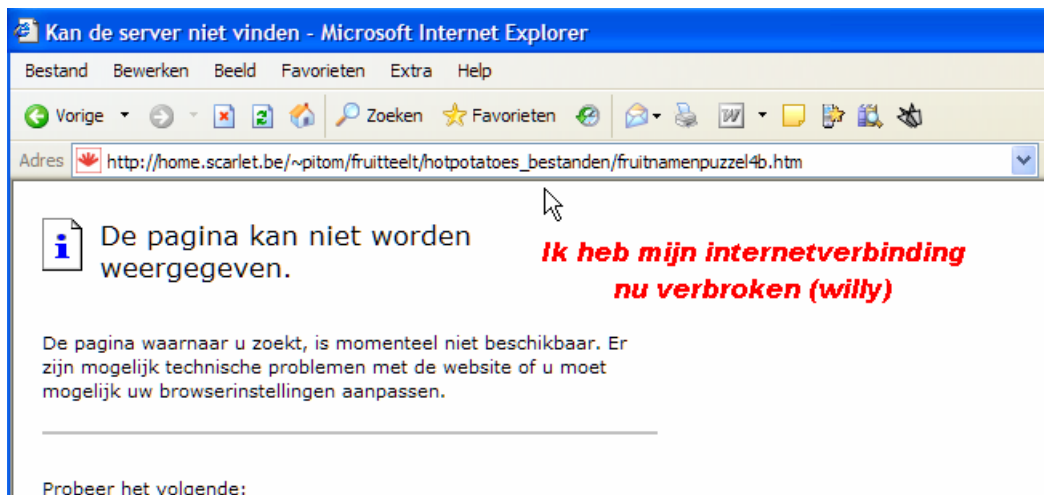 Kan de server niet vinden - Microsoft Internet Explorer
Bestand Bewerken Beeld Favorieten Extra Help
Vorige Zoeken Favorieten
Adres http://home.scarlet.be/~pitom/fruitteelt/hotpotatoes_bestanden/fruitnamenpuzzel4b.htm
De pagina kan niet worden
weergegeven.
Ik heb mijn internetverbinding
nu verbroken (willy)
De pagina waarnaar u zoekt, is momenteel niet beschikbaar. Er
zijn mogelijk technische problemen met de website of u moet
mogelijk uw browserinstellingen aanpassen.
Probeer het volgende: